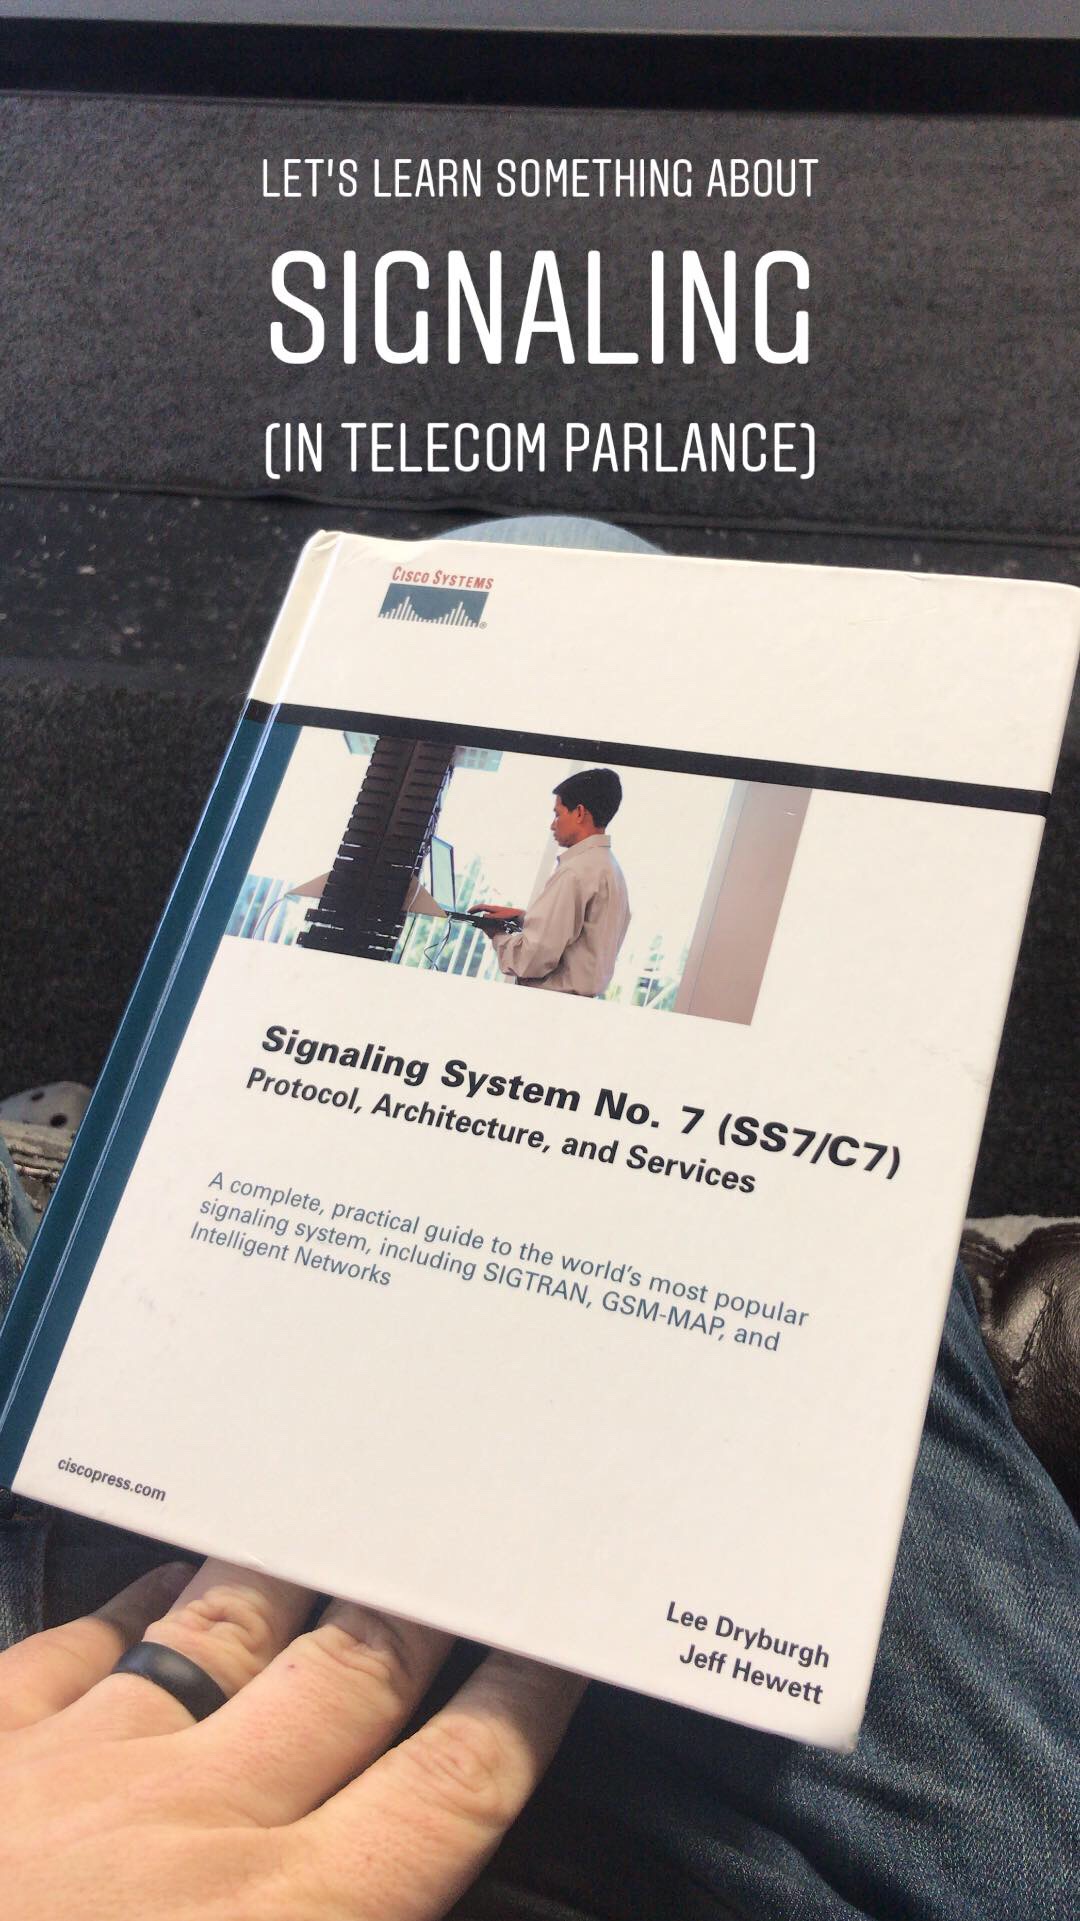 LET'S LEARN SOMETHING ABOUT
SIGNALING
(IN TELECOM PARLANCE)
CISCO SYSTEMS
®
Signaling System No. 7 (SS7/C7)
Protocol, Architecture, and Services
A complete, practical guide to the world's most popular
signaling system, including SIGTRAN, GSM-MAP, and
Intelligent Networks
ciscopress.com
Lee Dryburgh
Jeff Hewett